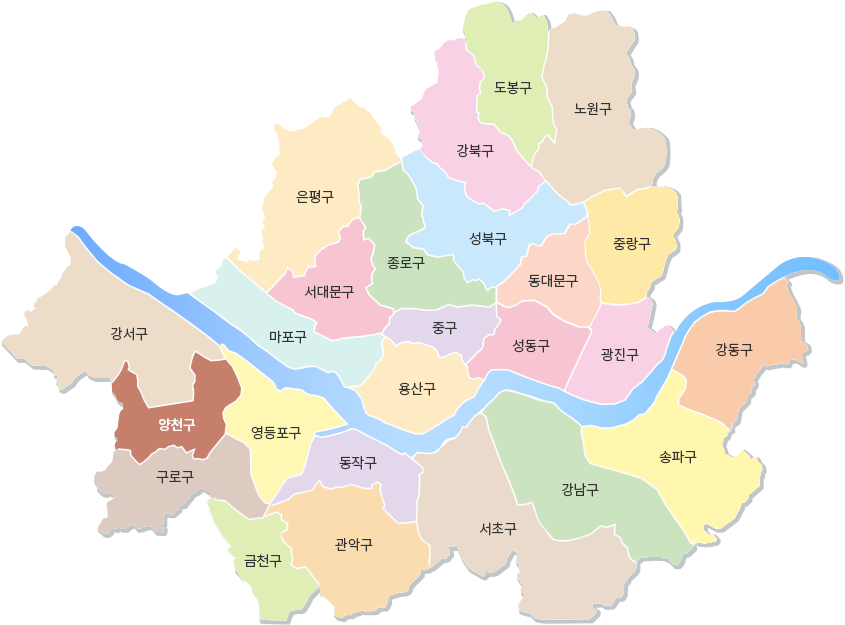 도봉구
노원구
강북구
은평구
성북구
중랑구
종로구
동대문구
서대문구
중구
강서구
마포구
성동구
강동구
광진구
용산구
양천구
영등포구
송파구
동작구
구로구
강남구
서초구
관악구
금천구